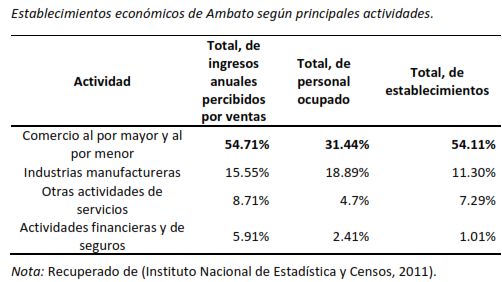 Establecimientos económicos de Ambato según principales actividades.
Actividad
Total, de
ingresos
anuales
percibidos
por ventas
Total, de
personal
ocupado
Total, de
establecimientos
Comercio al por mayor y al
por menor
54.71% 31.44% 54.11%
Industrias manufactureras 15.55% 18.89% 11.30%
Otras actividades de
servicios
8.71% 4.7% 7.29%
Actividades financieras y de
seguros
5.91% 2.41% 1.01%
Nota: Recuperado de (Instituto Nacional de Estadística y Censos, 2011).